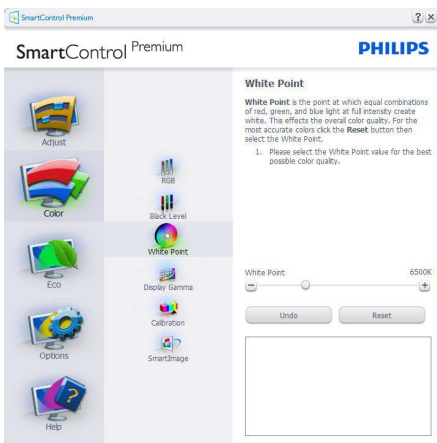 SmartControl Premium
? ×
SmartControl Premium
PHILIPS
Adjust
Color
Eco
Options
Help
RGB
Black Level
White Point
Display Gamma
Calibration
SmartImage
White Point
White Point is the point at which equal combinations
of red, green, and blue light at full intensity create
white. This effects the overall color quality. For the
most accurate colors click the Reset button then
select the White Point.
1. Please select the White Point value for the best
possible color quality.
White Point 6500K
Undo Reset